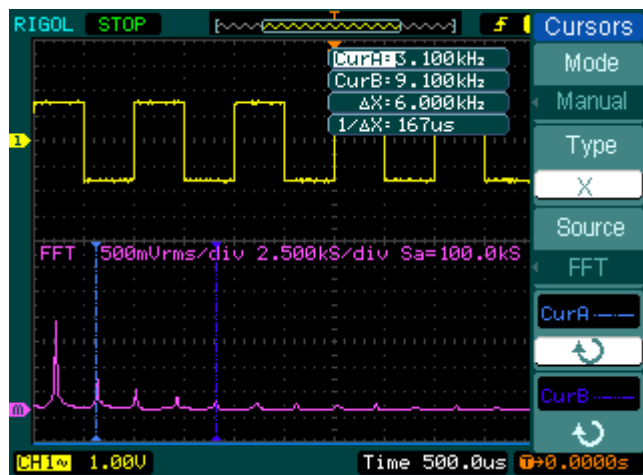 RIGOL STOP T Cursors
CurA= 3.100kHz
CurB= 9.100kHz
ΔX= 6.000kHz
1/ΔX= 167us
Mode
Manual
Type
X
Source
FFT
CurA
CurB
1
FFT 500mVrms/div 2.500kS/div Sa=100.0kS
m
CH1~ 1.00V Time 500.0us T→0.0000s